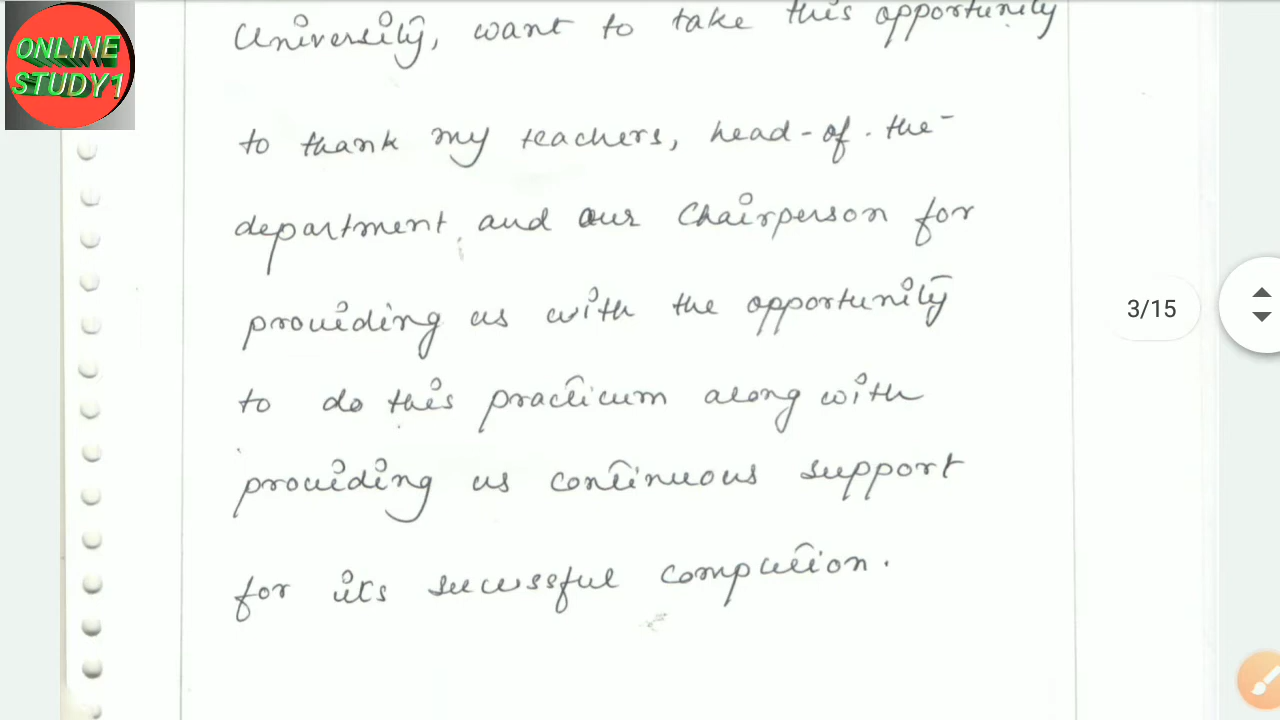 ONLINE
STUDY1
University, want to take this opportunity
to thank my teachers, head-of-the-
department, and our Chairperson for
providing us with the opportunity
3/15
to do this practicum along with
providing us continuous support
for its sucessful completion.